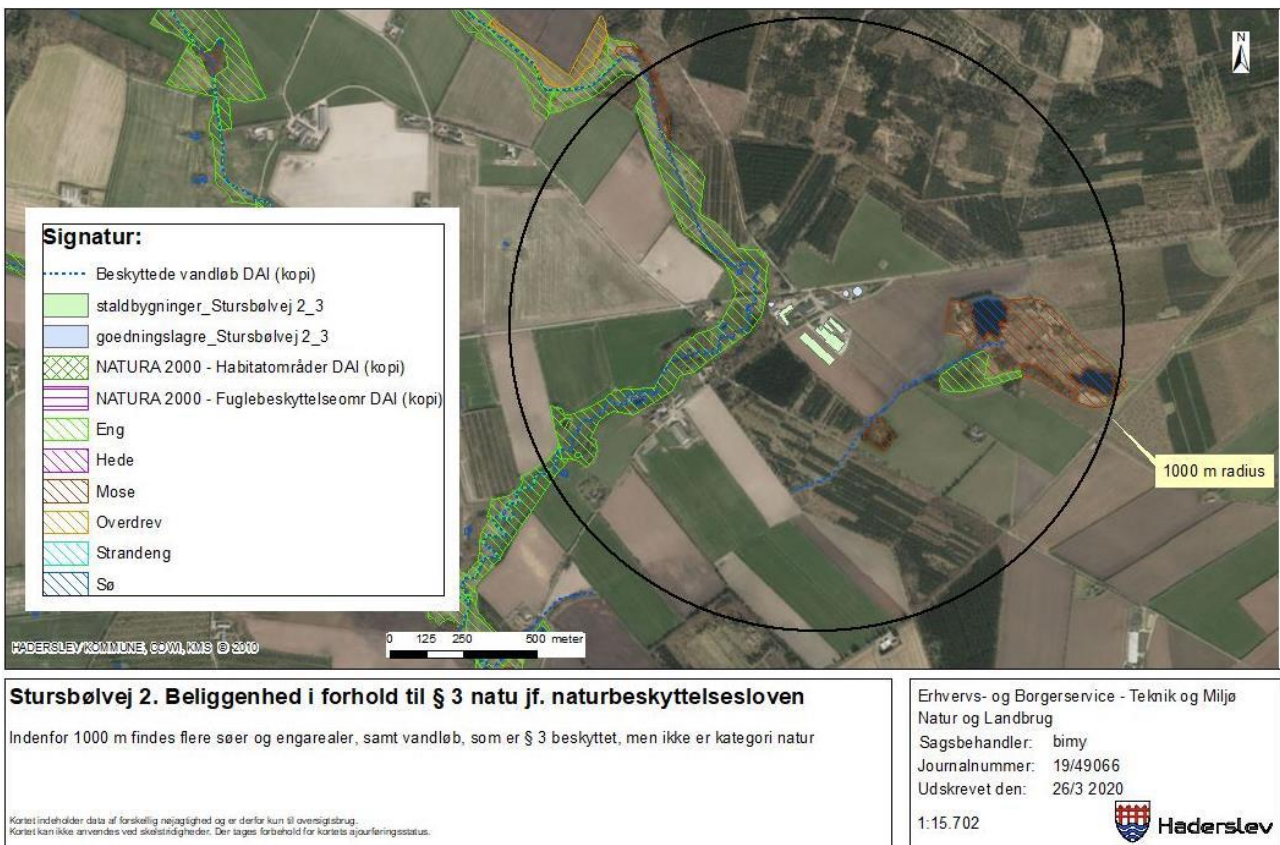 N
Signatur:
Beskyttede vandløb DAI (kopi)
staldbygninger_Stursbølvej 2_3
goedningslagre_Stursbølvej 2_3
NATURA 2000 - Habitatområder DAI (kopi)
NATURA 2000 - Fuglebeskyttelseomr DAI (kopi)
Eng
Hede
Mose
Overdrev
Strandeng
Sø
1000 m radius
0 125 250 500 meter
HADERSLEV KOMMUNE, COWI, KMS © 2010
Stursbølvej 2. Beliggenhed i forhold til § 3 natu jf. naturbeskyttelsesloven
Indenfor 1000 m findes flere søer og engarealer, samt vandløb, som er § 3 beskyttet, men ikke er kategori natur
Kortet indeholder data af forskellig nøjagtighed og er derfor kun til oversigtsbrug.
Kortet kan ikke anvendes ved skelstridigheder. Der tages forbehold for kortets ajourføringsstatus.
Erhvervs- og Borgerservice - Teknik og Miljø
Natur og Landbrug
Sagsbehandler: bimy
Journalnummer: 19/49066
Udskrevet den: 26/3 2020
1:15.702
Haderslev